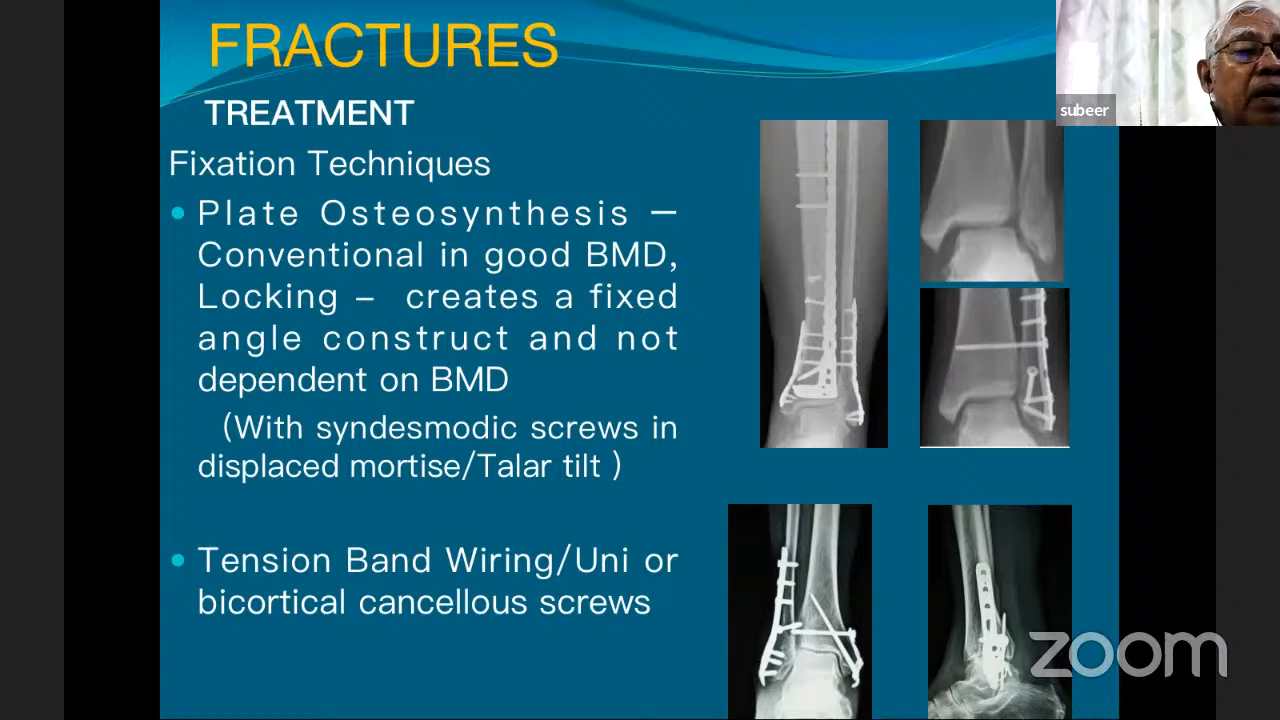 FRACTURES
subeer
TREATMENT
Fixation Techniques
• Plate Osteosynthesis –
Conventional in good BMD,
Locking – creates a fixed
angle construct and not
dependent on BMD
(With syndesmodic screws in
displaced mortise/Talar tilt )
• Tension Band Wiring/Uni or
bicortical cancellous screws
zoom